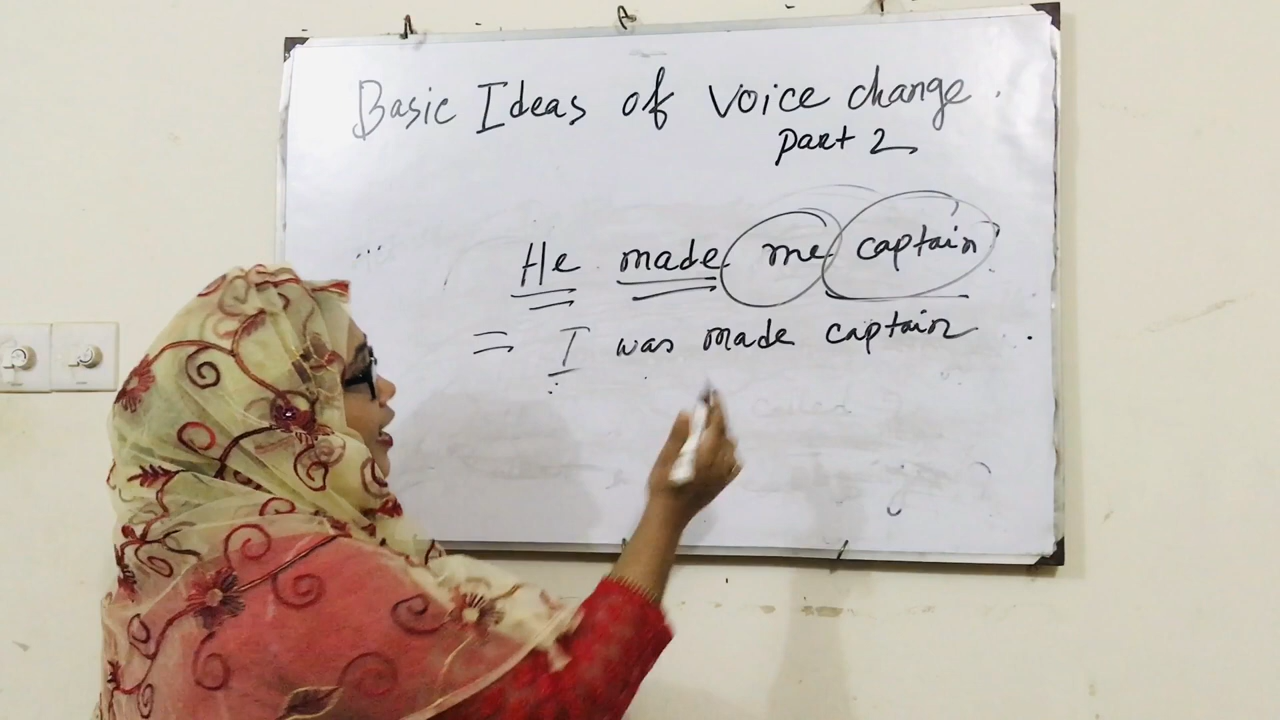 Basic Ideas of voice change.
part 2
He made me captain.
= I was made captain.